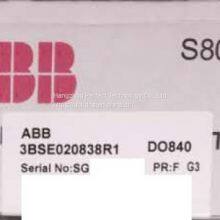 ABB
S80
ABB
3BSE020838R1 DO840
Serial No:SG
PR:F G3